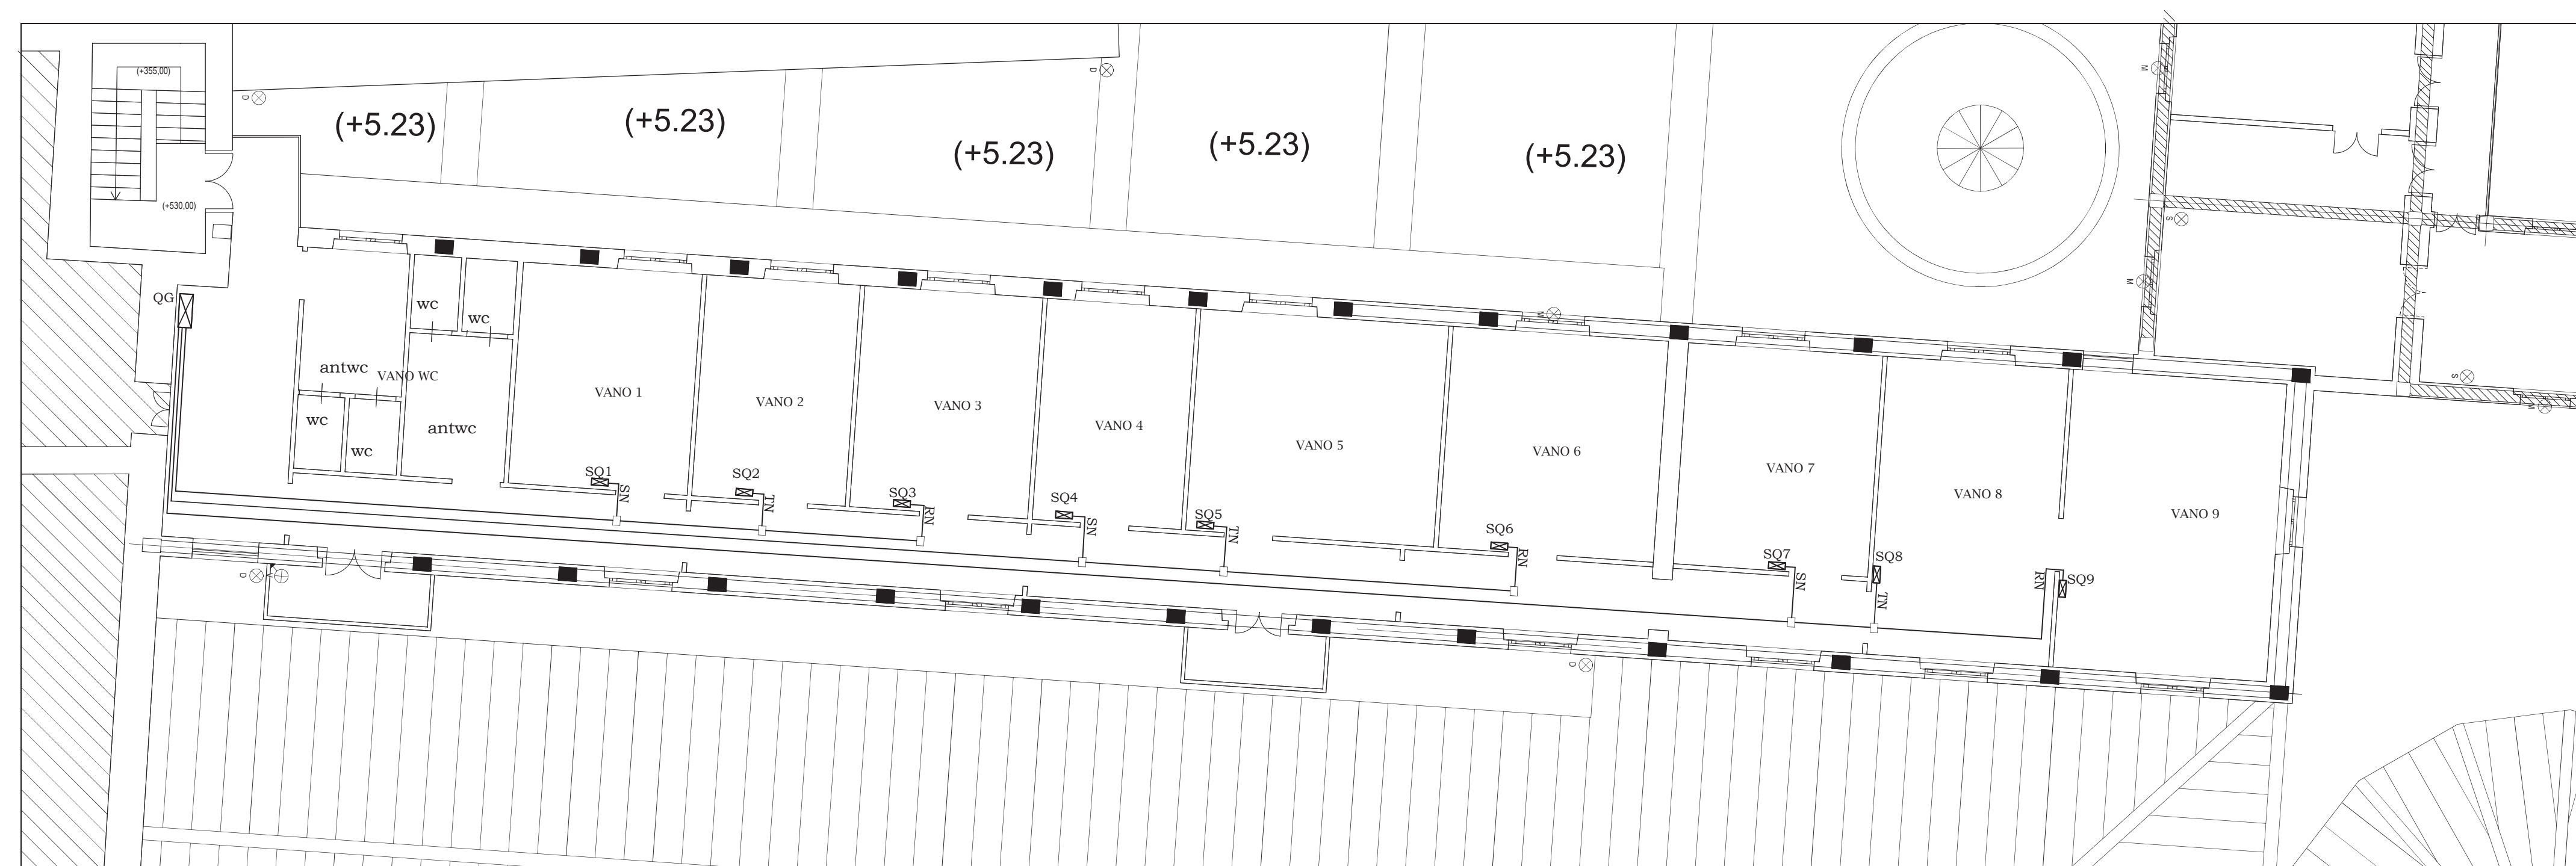 (+355,00)
D
D
M
(+5.23)
(+5.23)
(+5.23)
(+5.23)
(+5.23)
(+530,00)
S
M
QG
wc
wc
M
antwc
VANO WC
wc
antwc
wc
VANO 1
VANO 2
VANO 3
VANO 4
VANO 5
VANO 6
VANO 7
VANO 8
VANO 9
S
M
SQ1
SN
SQ2
TN
SQ3
RN
SQ4
SN
SQ5
TN
SQ6
RN
SQ7
SN
SQ8
TN
RN
SQ9
D
D